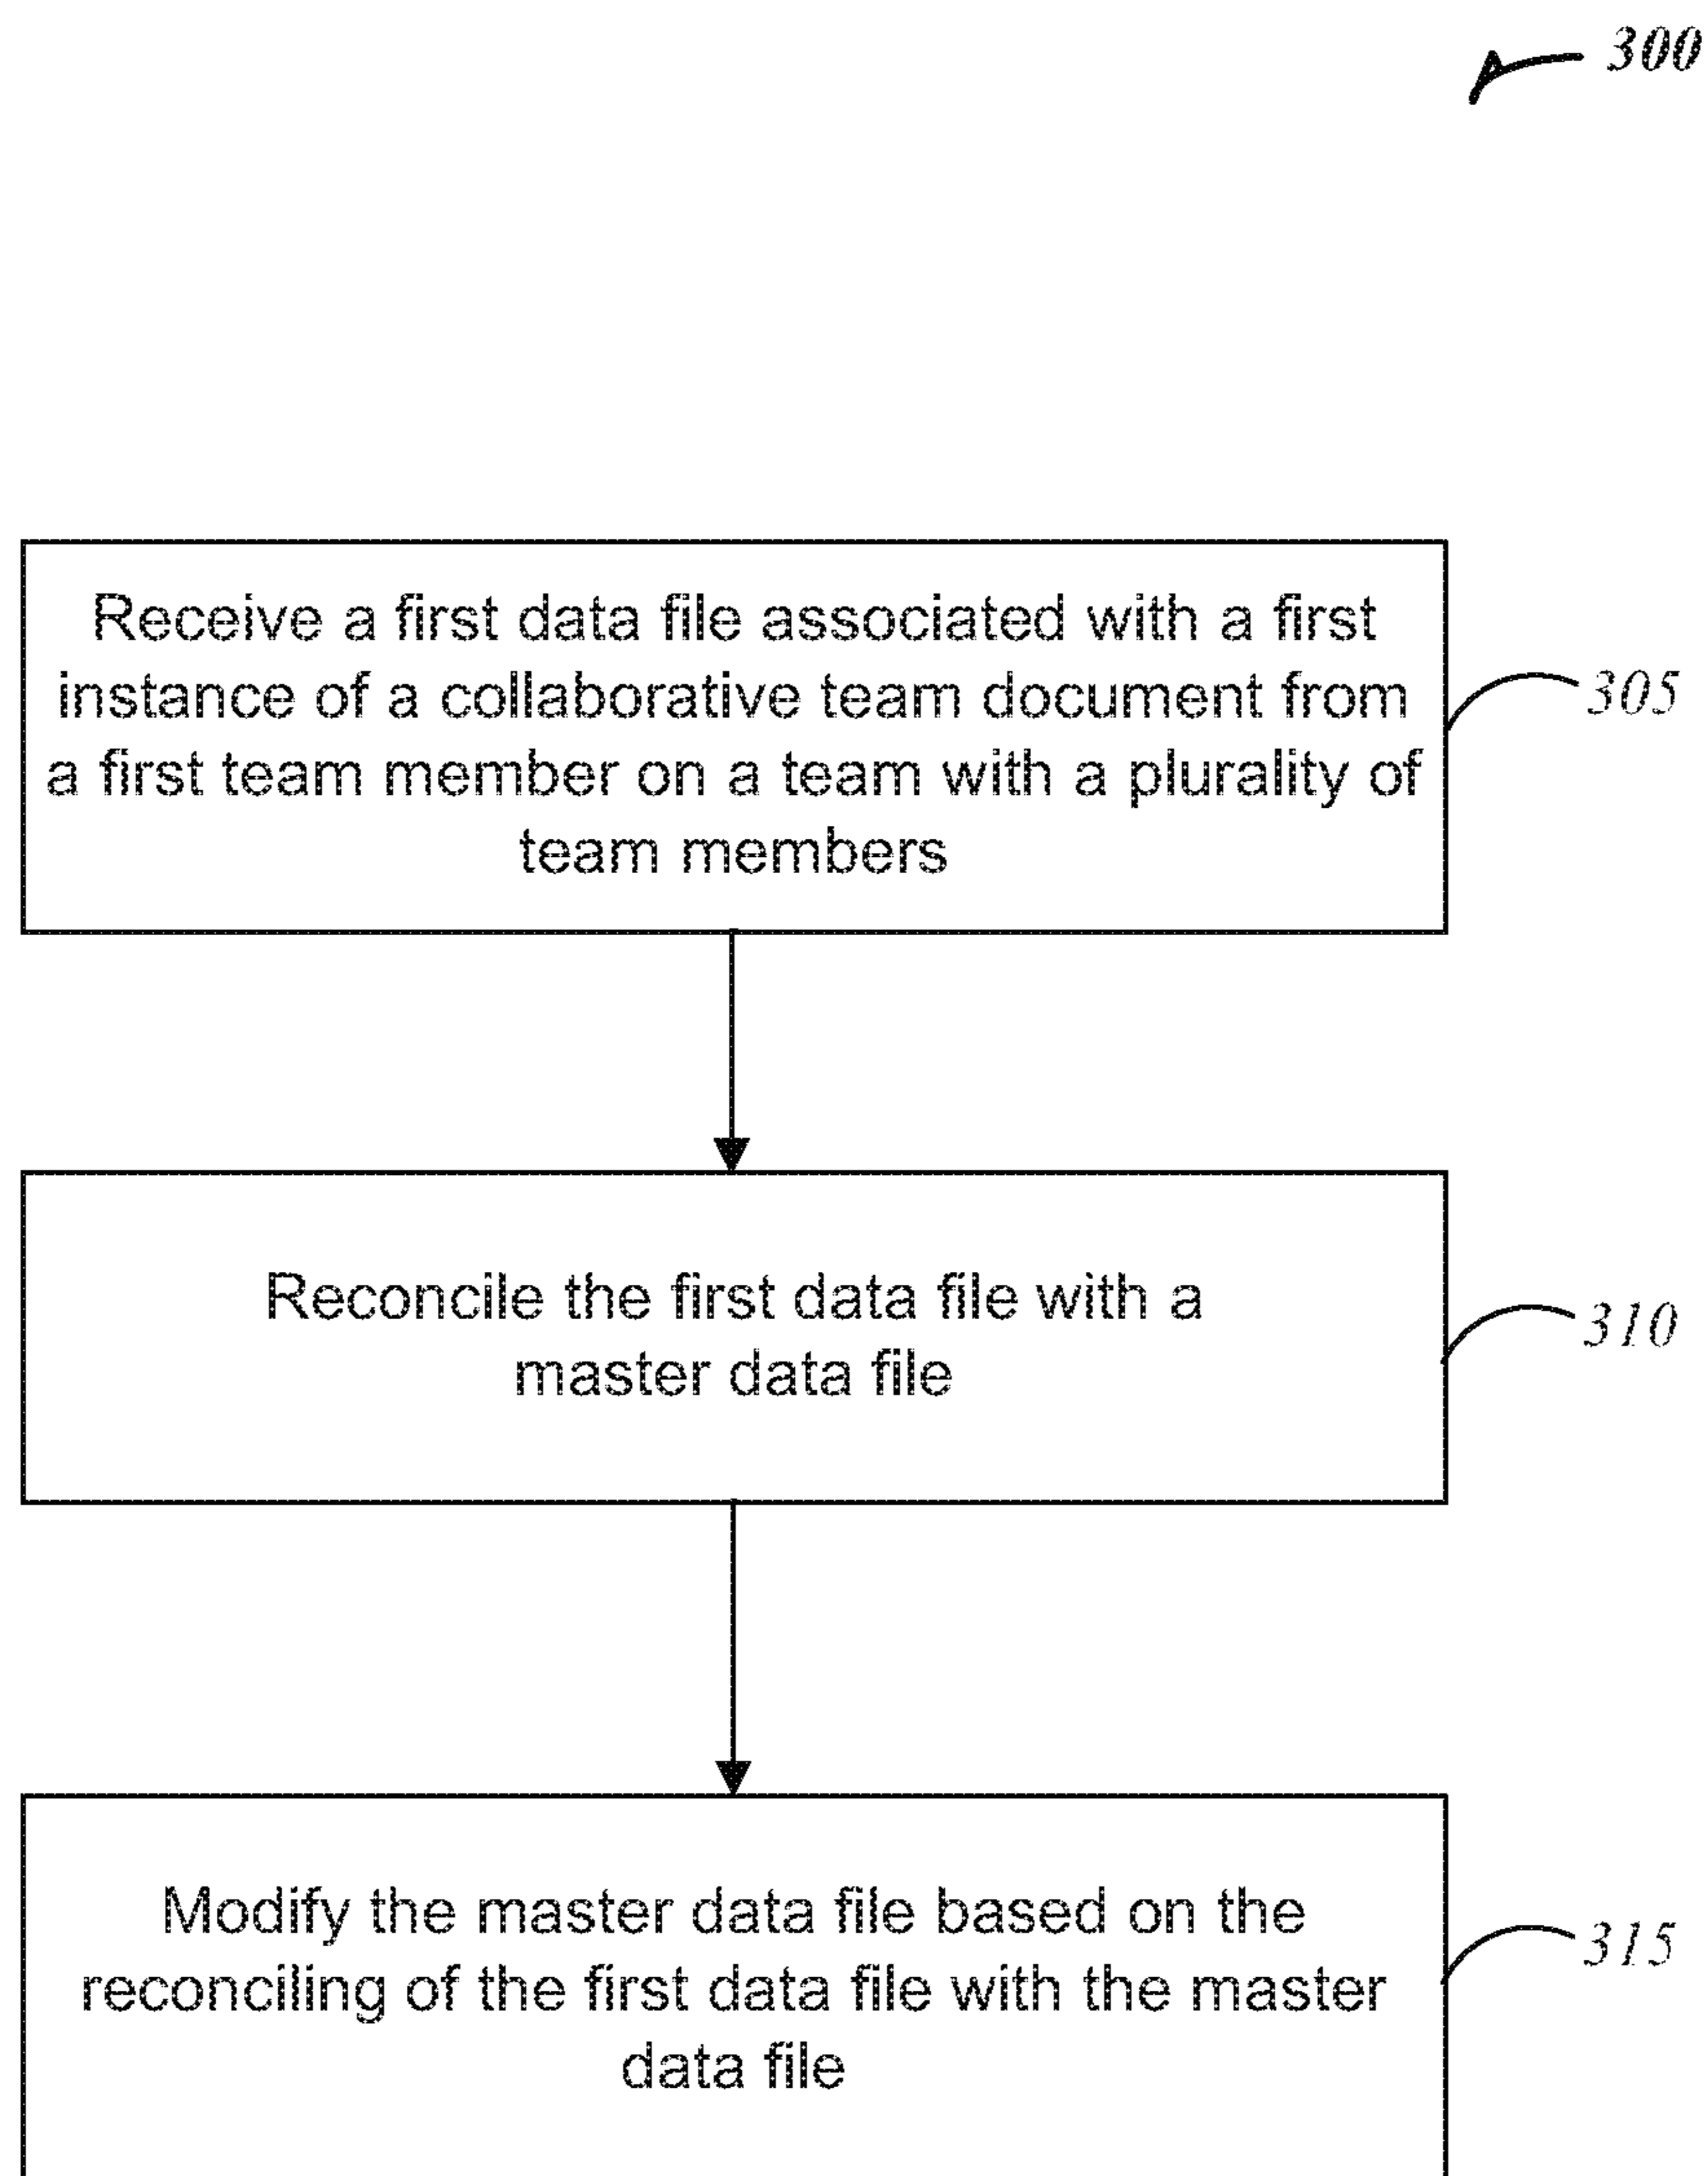 300
Receive a first data file associated with a first
instance of a collaborative team document from
a first team member on a team with a plurality of
team members
305
Reconcile the first data file with a
master data file
310
Modify the master data file based on the
reconciling of the first data file with the master
data file
315